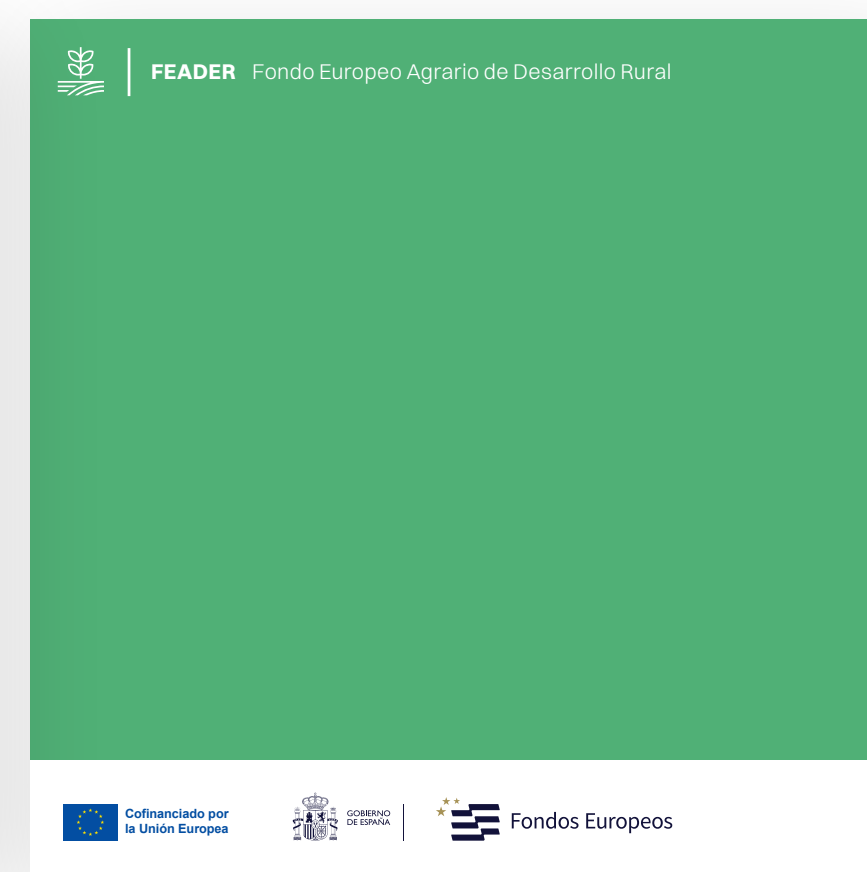 FEADER Fondo Europeo Agrario de Desarrollo Rural
Cofinanciado por
la Unión Europea
GOBIERNO
DE ESPAÑA
Fondos Europeos